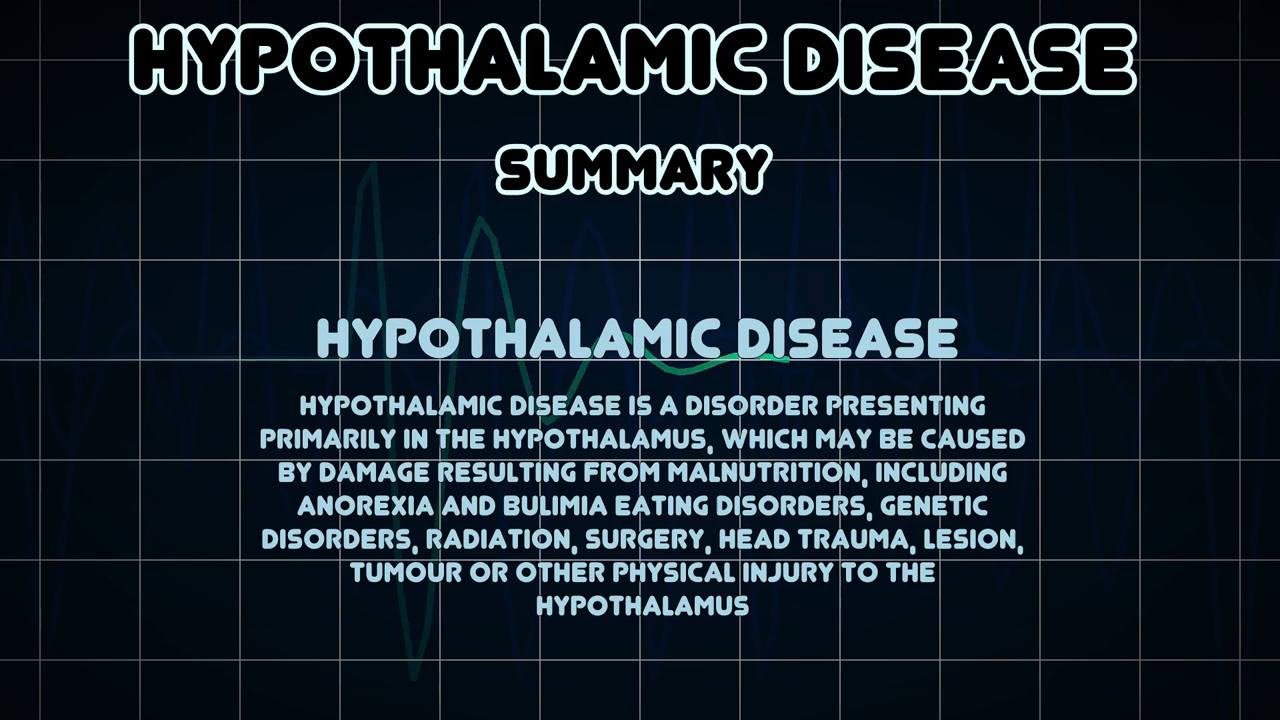 HYPOTHALAMIC DISEASE
SUMMARY
HYPOTHALAMIC DISEASE
HYPOTHALAMIC DISEASE IS A DISORDER PRESENTING
PRIMARILY IN THE HYPOTHALAMUS, WHICH MAY BE CAUSED
BY DAMAGE RESULTING FROM MALNUTRITION, INCLUDING
ANOREXIA AND BULIMIA EATING DISORDERS, GENETIC
DISORDERS, RADIATION, SURGERY, HEAD TRAUMA, LESION,
TUMOUR OR OTHER PHYSICAL INJURY TO THE
HYPOTHALAMUS